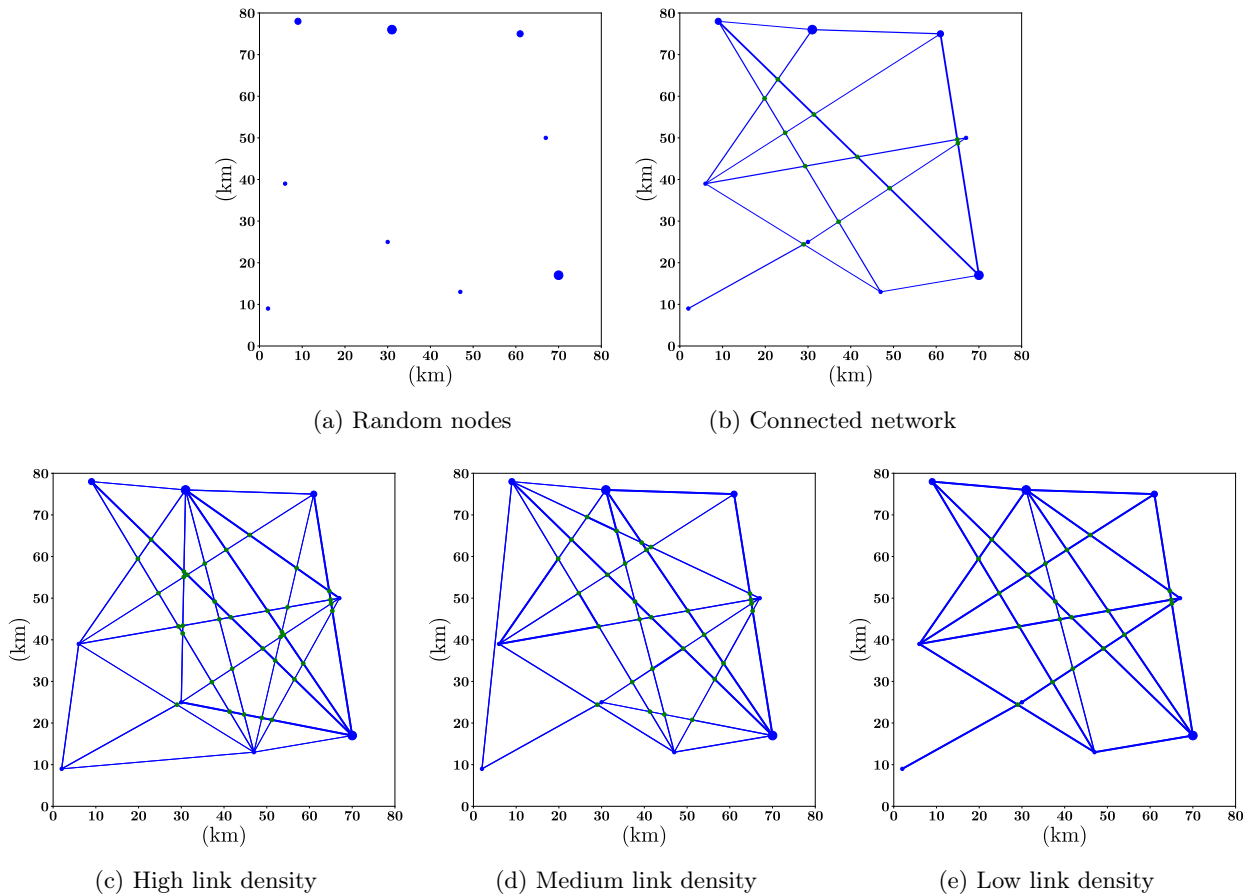 80
70
60
50
40
30
20
10
0
(km)
0 10 20 30 40 50 60 70 80
(km)
(a) Random nodes
80
70
60
50
40
30
20
10
0
(km)
0 10 20 30 40 50 60 70 80
(km)
(b) Connected network
80
70
60
50
40
30
20
10
0
(km)
0 10 20 30 40 50 60 70 80
(km)
(c) High link density
80
70
60
50
40
30
20
10
0
(km)
0 10 20 30 40 50 60 70 80
(km)
(d) Medium link density
80
70
60
50
40
30
20
10
0
(km)
0 10 20 30 40 50 60 70 80
(km)
(e) Low link density